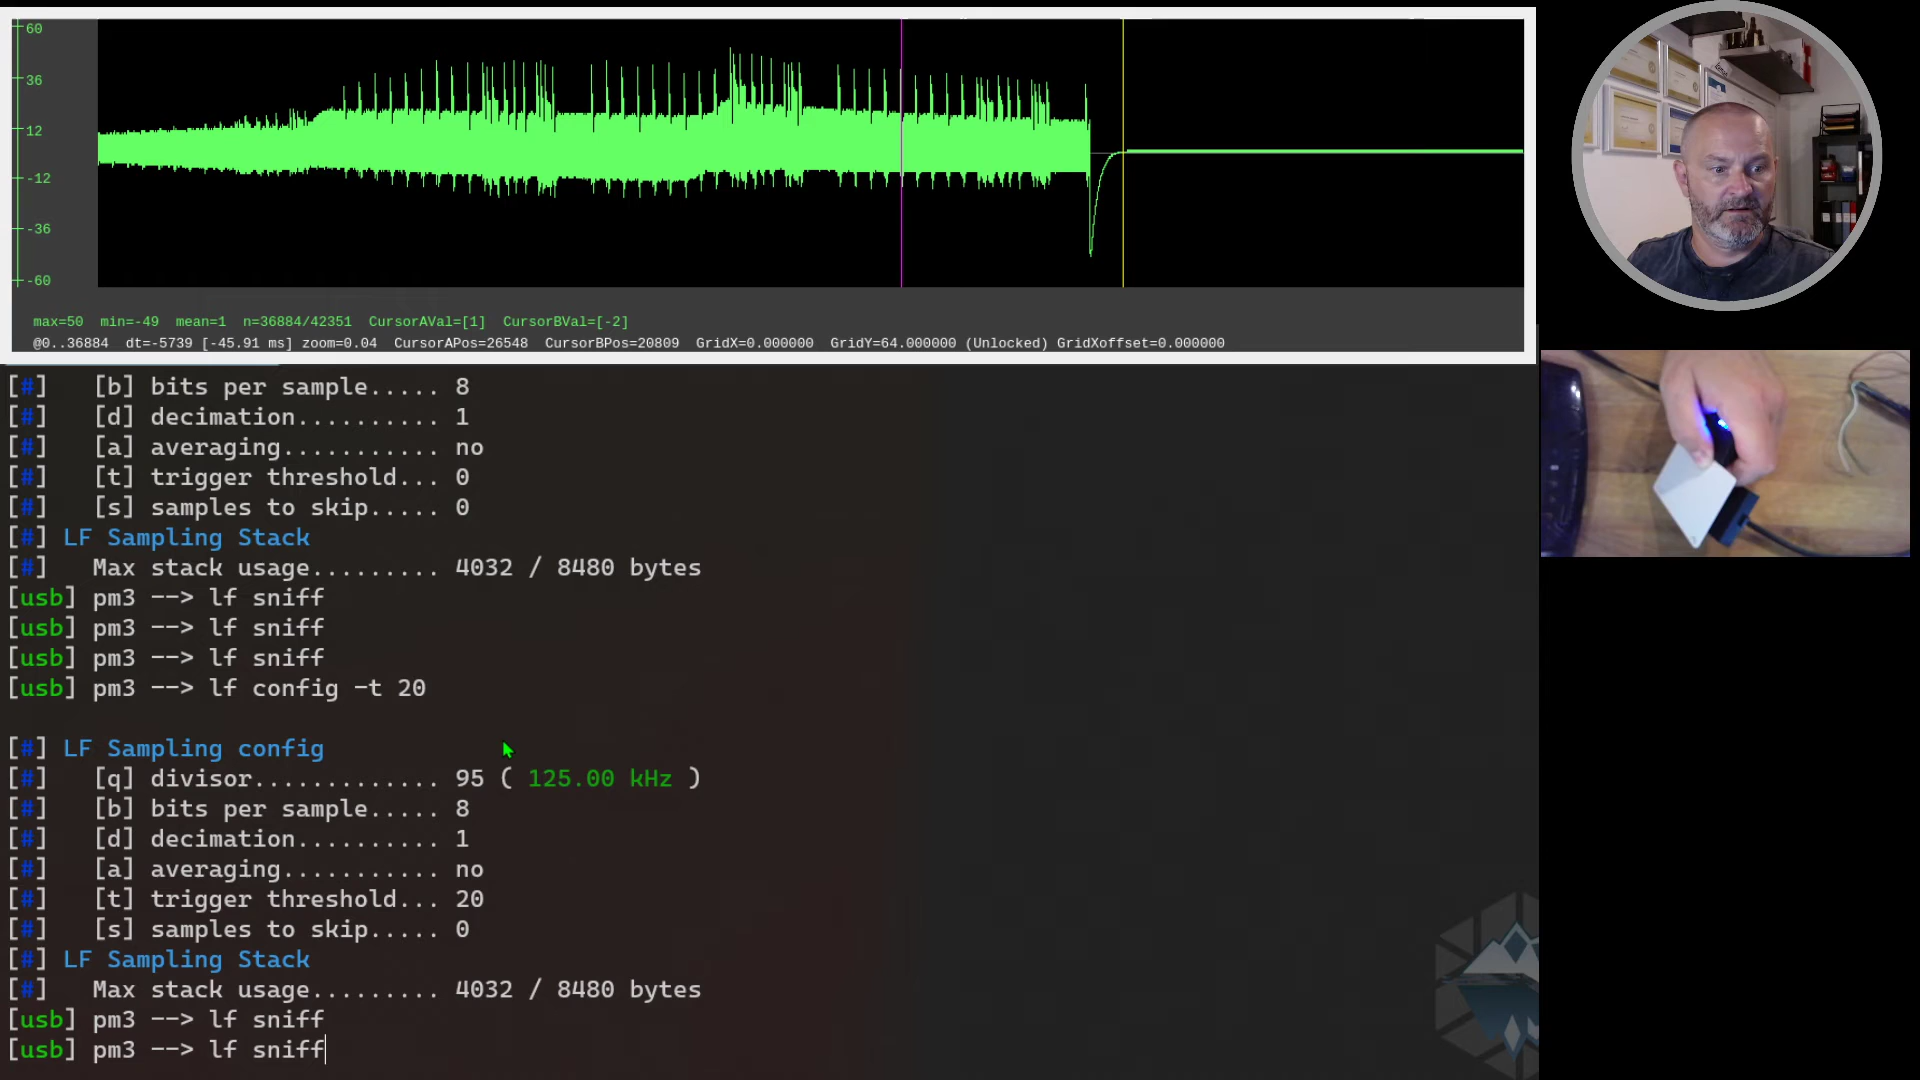 60
36
12
-12
-36
-60
max=50 min=-49 mean=1 n=36884/42351 CursorAVal=[1] CursorBVal=[-2]
@0..36884 dt=-5739 [-45.91 ms] zoom=0.04 CursorAPos=26548 CursorBPos=20809 GridX=0.000000 GridY=64.000000 (Unlocked) GridXoffset=0.000000
[#] [b] bits per sample..... 8
[#] [d] decimation.......... 1
[#] [a] averaging........... no
[#] [t] trigger threshold... 0
[#] [s] samples to skip..... 0
[#] LF Sampling Stack
[#] Max stack usage......... 4032 / 8480 bytes
[usb] pm3 --> lf sniff
[usb] pm3 --> lf sniff
[usb] pm3 --> lf sniff
[usb] pm3 --> lf config -t 20
[#] LF Sampling config
[#] [q] divisor............. 95 ( 125.00 kHz )
[#] [b] bits per sample..... 8
[#] [d] decimation.......... 1
[#] [a] averaging........... no
[#] [t] trigger threshold... 20
[#] [s] samples to skip..... 0
[#] LF Sampling Stack
[#] Max stack usage......... 4032 / 8480 bytes
[usb] pm3 --> lf sniff
[usb] pm3 --> lf sniff